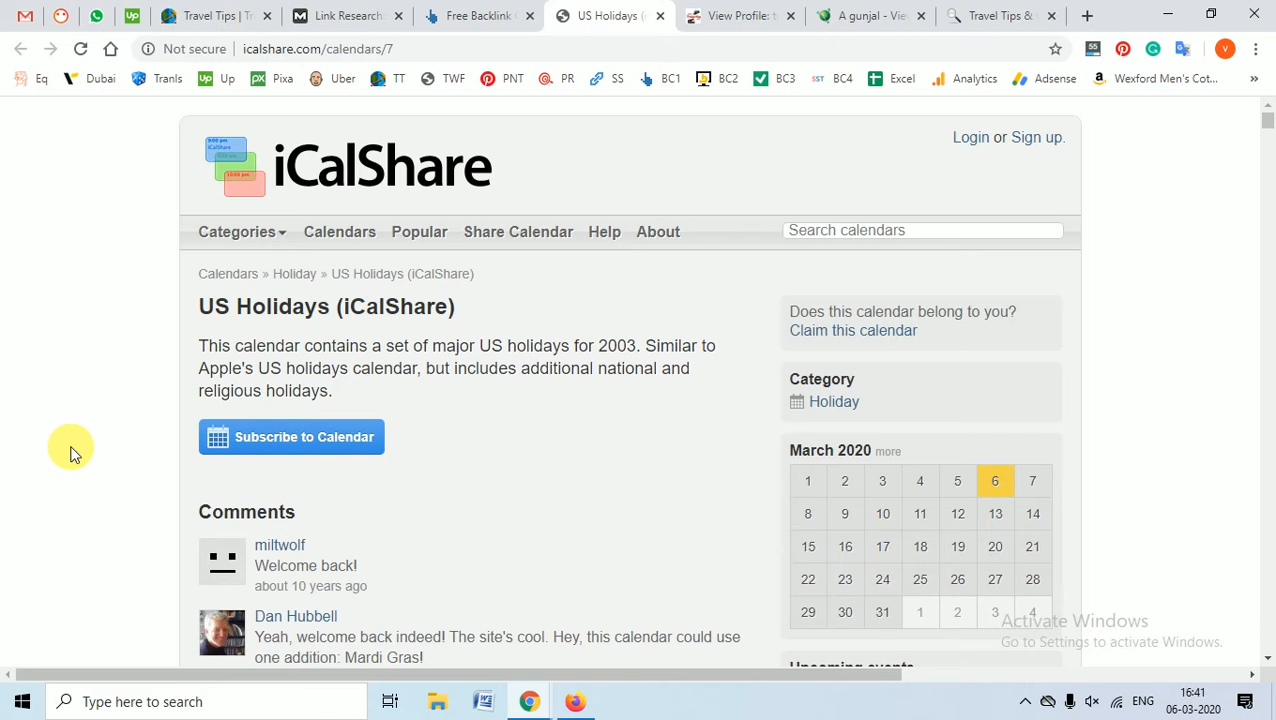 Travel Tips | Tr
Link Research
Free Backlink C
US Holidays (i
View Profile: t
A gunjal - Vie
Travel Tips &
Not secure
icalshare.com/calendars/7
55
v
Eq
Dubai
Transls
Up
Pixa
Uber
TT
TWF
PNT
PR
SS
BC1
BC2
BC3
BC4
Excel
Analytics
Adsense
Wexford Men's Cot...
iCalShare
Login or Sign up.
Categories
Calendars
Popular
Share Calendar
Help
About
Search calendars
Calendars » Holiday » US Holidays (iCalShare)
US Holidays (iCalShare)
This calendar contains a set of major US holidays for 2003. Similar to
Apple's US holidays calendar, but includes additional national and
religious holidays.
Subscribe to Calendar
Comments
miltwolf
Welcome back!
about 10 years ago
Dan Hubbell
Yeah, welcome back indeed! The site's cool. Hey, this calendar could use
one addition: Mardi Gras!
Does this calendar belong to you?
Claim this calendar
Category
Holiday
March 2020 more
1 2 3 4 5 6 7
8 9 10 11 12 13 14
15 16 17 18 19 20 21
22 23 24 25 26 27 28
29 30 31 1 2 3 4
Upcoming events
Activate Windows
Go to Settings to activate Windows.
Type here to search
ENG
16:41
06-03-2020